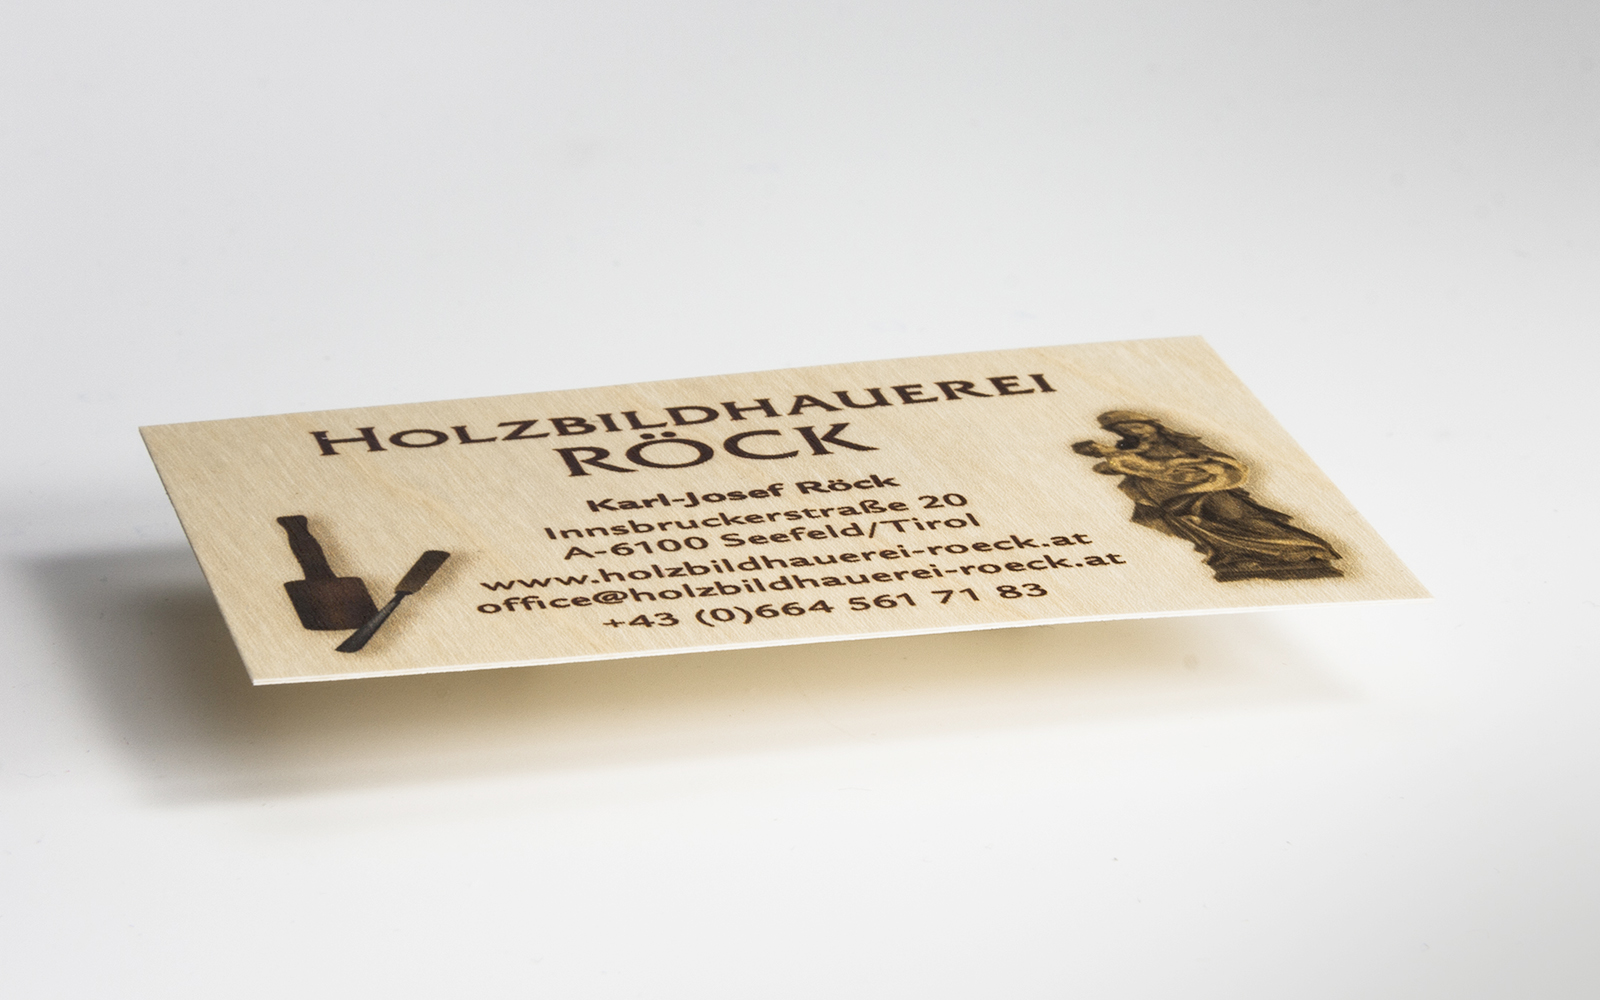 HOLZBILDHAUEREI
RÖCK
Karl-Josef Röck
Innsbruckerstraße 20
A-6100 Seefeld/Tirol
www.holzbildhauerei-roeck.at
office@holzbildhauerei-roeck.at
+43 (0)664 561 71 83